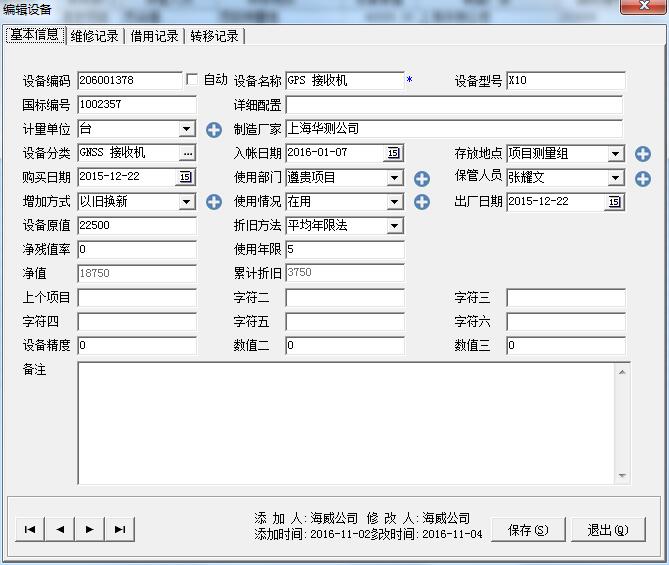 编辑设备
基本信息 维修记录 借用记录 转移记录
设备编码 206001378 自动 设备名称 GPS 接收机 * 设备型号 X10
国标编号 1002357 详细配置
计量单位 台 制造厂家 上海华测公司
设备分类 GNSS 接收机 ... 入帐日期 2016-01-07 15 存放地点 项目测量组
购买日期 2015-12-22 15 使用部门 遵贵项目 保管人员 张耀文
增加方式 以旧换新 使用情况 在用 出厂日期 2015-12-22 15
设备原值 22500 折旧方法 平均年限法
净残值率 0 使用年限 5
净值 18750 累计折旧 3750
上个项目 字符二 字符三
字符四 字符五 字符六
设备精度 0 数值二 0 数值三 0
备注
添 加 人: 海威公司 修 改 人: 海威公司
添加时间: 2016-11-02 修改时间: 2016-11-04
保存(S) 退出(Q)